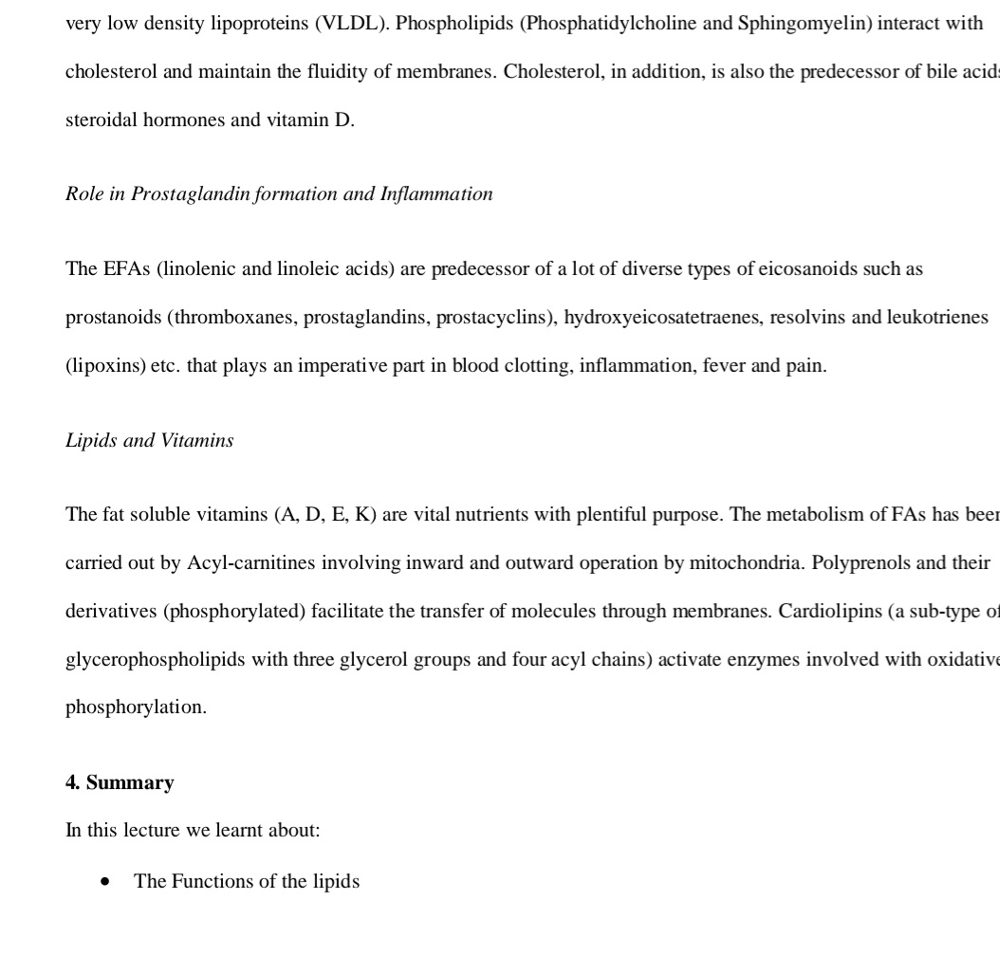 very low density lipoproteins (VLDL). Phospholipids (Phosphatidylcholine and Sphingomyelin) interact with
cholesterol and maintain the fluidity of membranes. Cholesterol, in addition, is also the predecessor of bile acids
steroidal hormones and vitamin D.
Role in Prostaglandin formation and Inflammation
The EFAs (linolenic and linoleic acids) are predecessor of a lot of diverse types of eicosanoids such as
prostanoids (thromboxanes, prostaglandins, prostacyclins), hydroxyeicosatetraenes, resolvins and leukotrienes
(lipoxins) etc. that plays an imperative part in blood clotting, inflammation, fever and pain.
Lipids and Vitamins
The fat soluble vitamins (A, D, E, K) are vital nutrients with plentiful purpose. The metabolism of FAs has been
carried out by Acyl-carnitines involving inward and outward operation by mitochondria. Polyprenols and their
derivatives (phosphorylated) facilitate the transfer of molecules through membranes. Cardiolipins (a sub-type of
glycerophospholipids with three glycerol groups and four acyl chains) activate enzymes involved with oxidative
phosphorylation.
4. Summary
In this lecture we learnt about:
• The Functions of the lipids